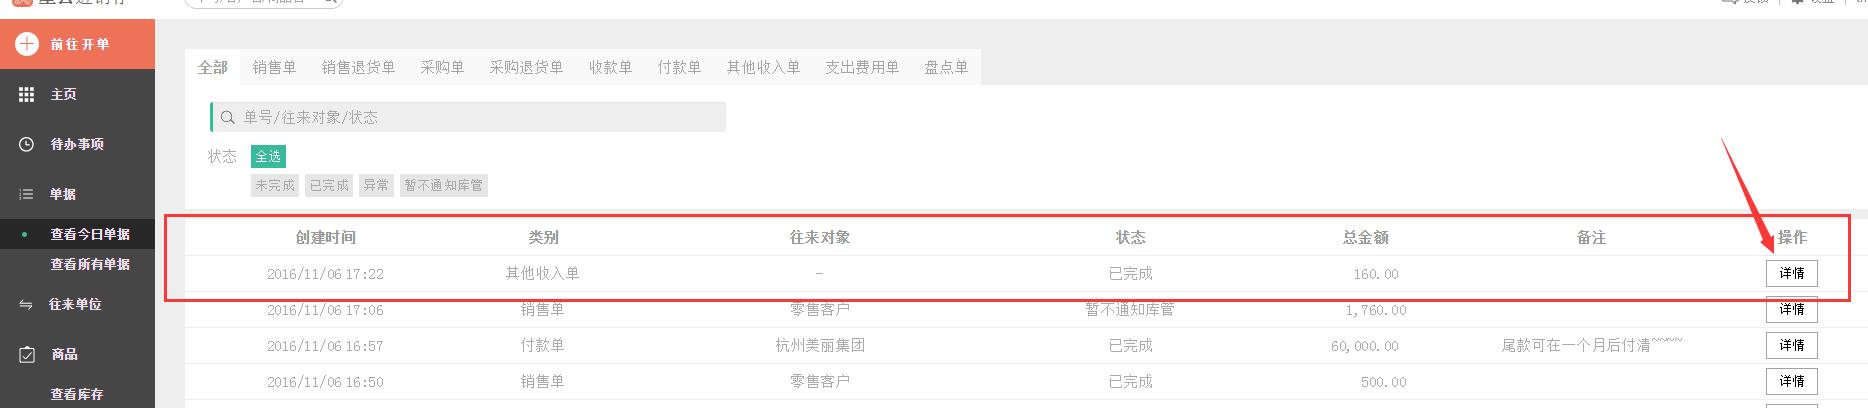 前往开单
主页
待办事项
单据
查看今日单据
查看所有单据
往来单位
商品
查看库存
全部 销售单 销售退货单 采购单 采购退货单 收款单 付款单 其他收入单 支出费用单 盘点单
单号/往来对象/状态
状态 全选
未完成 已完成 异常 暂不通知库管
创建时间 类别 往来对象 状态 总金额 备注 操作
2016/11/06 17:22 其他收入单 - 已完成 160.00 详情
2016/11/06 17:06 销售单 零售客户 暂不通知库管 1,760.00 详情
2016/11/06 16:57 付款单 杭州美丽集团 已完成 60,000.00 尾款可在一个月后付清~~~~ 详情
2016/11/06 16:50 销售单 零售客户 已完成 500.00 详情